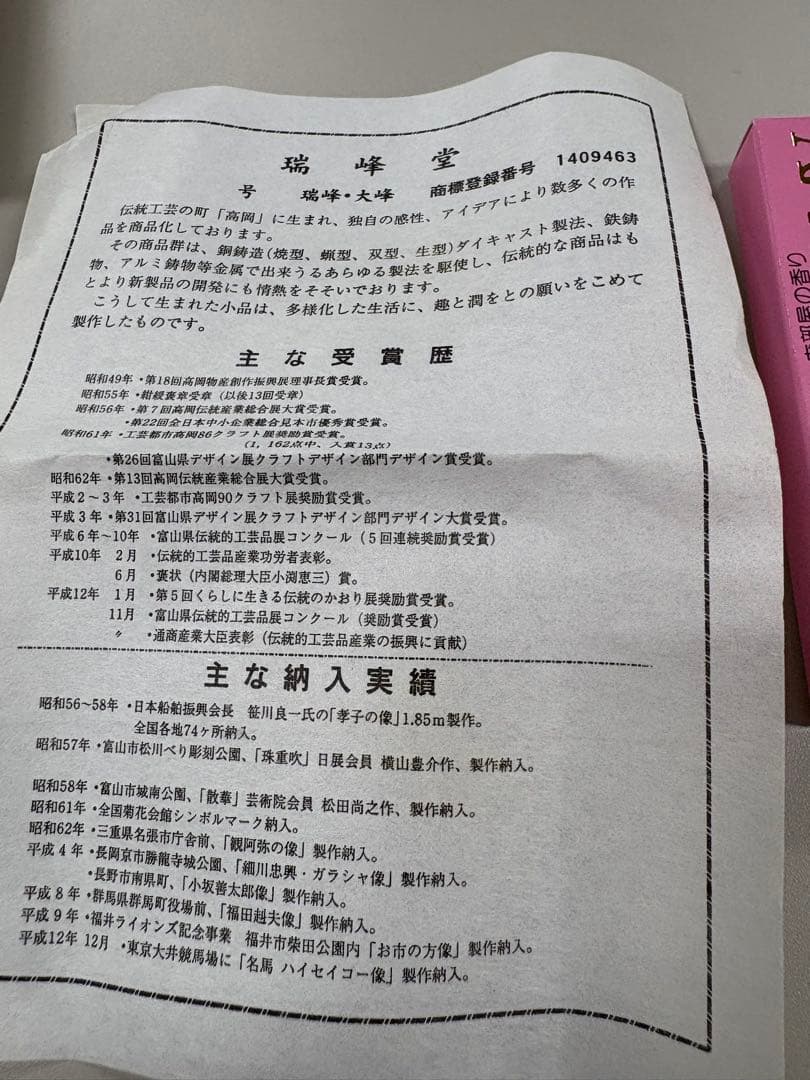 瑞峰堂
号 瑞峰・大峰 商標登録番号 1409463
伝統工芸の町「高岡」に生まれ、独自の感性、アイデアにより数多くの作
品を商品化しております。
その商品群は、銅鋳造(焼型、蝋型、双型、生型)ダイキャスト製法、鉄鋳
物、アルミ鋳物等金属で出来うるあらゆる製法を駆使し、伝統的な商品はも
とより新製品の開発にも情熱をそそいでおります。
こうして生まれた小品は、多様化した生活に、趣と潤をとの願いをこめて
製作したものです。
主な受賞歴
昭和49年・第18回高岡物産創作振興展理事長賞受賞。
昭和55年・紺綬褒章受章(以後13回受章)
昭和56年・第7回高岡伝統産業総合展大賞受賞。
・第22回全日本中小企業総合見本市優秀賞受賞。
昭和61年・工芸都市高岡86クラフト展奨励賞受賞。
(1,162点中、入賞13点)
・第26回富山県デザイン展クラフトデザイン部門デザイン賞受賞。
昭和62年・第13回高岡伝統産業総合展大賞受賞。
平成2~3年・工芸都市高岡90クラフト展奨励賞受賞。
平成3年・第31回富山県デザイン展クラフトデザイン部門デザイン大賞受賞。
平成6年~10年・富山県伝統的工芸品展コンクール(5回連続奨励賞受賞)
平成10年 2月・伝統的工芸品産業功労者表彰。
6月・褒状(内閣総理大臣小渕恵三)賞。
平成12年 1月・第5回くらしに生きる伝統のかおり展奨励賞受賞。
11月・富山県伝統的工芸品展コンクール(奨励賞受賞)
〃 ・通商産業大臣表彰(伝統的工芸品産業の振興に貢献)
主な納入実績
昭和56~58年・日本船舶振興会長 笹川良一氏の「孝子の像」1.85m製作。
全国各地74ヶ所納入。
昭和57年・富山市松川べり彫刻公園、「珠重吹」日展会員 横山豊介作、製作納入。
昭和58年・富山市城南公園、「散華」芸術院会員 松田尚之作、製作納入。
昭和61年・全国菊花会館シンボルマーク納入。
昭和62年・三重県名張市庁舎前、「観阿弥の像」製作納入。
平成4年・長岡京市勝龍寺城公園、「細川忠興・ガラシャ像」製作納入。
・長野市南県町、「小坂善太郎像」製作納入。
平成8年・群馬県群馬町役場前、「福田赳夫像」製作納入。
平成9年・福井ライオンズ記念事業 福井市柴田公園内「お市の方像」製作納入。
平成12年 12月・東京大井競馬場に「名馬 ハイセイコー像」製作納入。
屋の香り